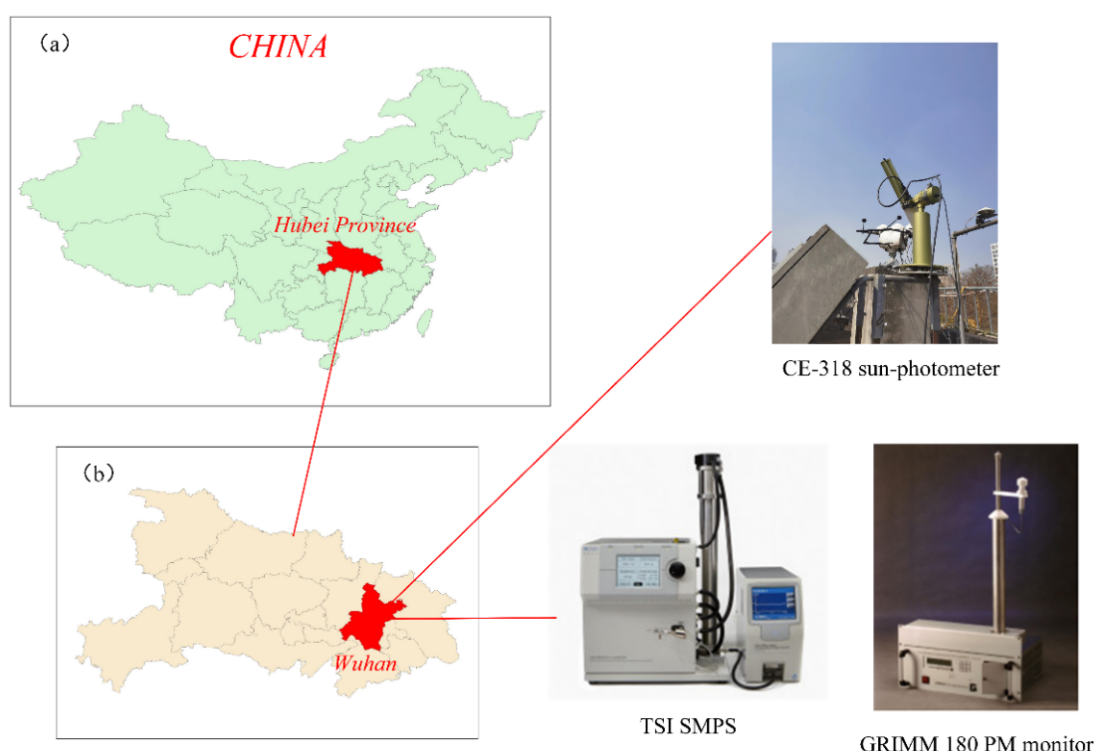 (a)
CHINA
Hubei Province
CE-318 sun-photometer
(b)
Wuhan
TSI SMPS
GRIMM 180 PM monitor